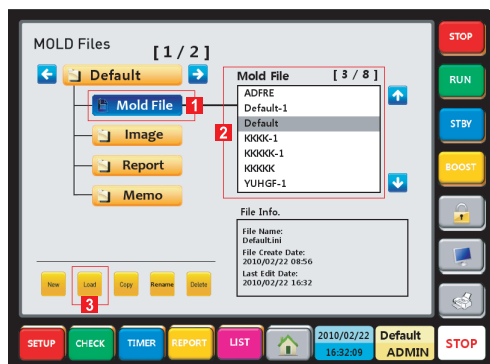 MOLD Files
[ 1 / 2 ]
Default
Mold File
1
Image
Report
Memo
Mold File [ 3 / 8 ]
2
ADFRE
Default-1
Default
KKKK-1
KKKKK-1
KKKKK
YUHGF-1
File Info.
File Name:
Default.ini
File Create Date:
2010/02/22 08:56
Last Edit Date:
2010/02/22 16:32
New Load Copy Rename Delete
3
STOP
RUN
STBY
BOOST
SETUP CHECK TIMER REPORT LIST
2010/02/22 Default
16:32:09 ADMIN
STOP